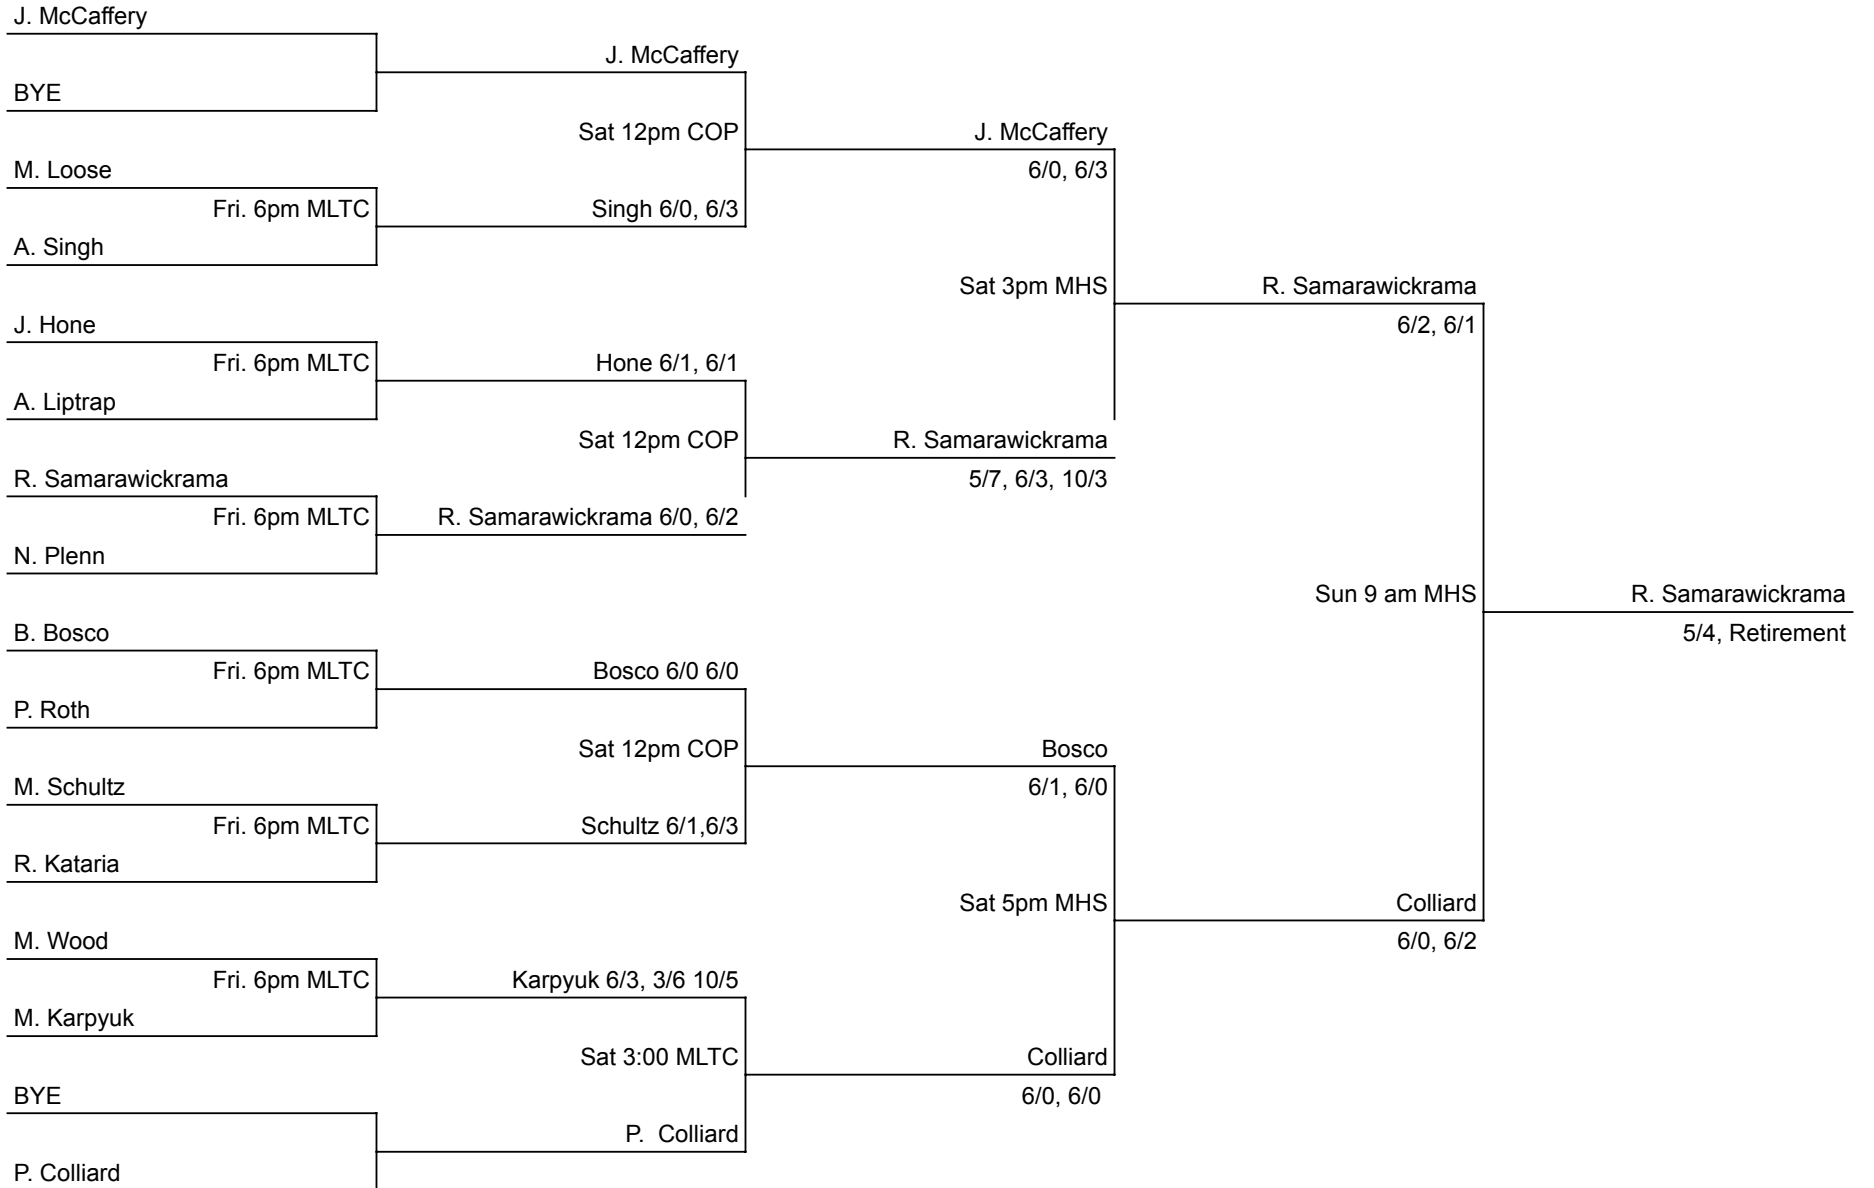 J. McCaffery
J. McCaffery
BYE
Sat 12pm COP
J. McCaffery
M. Loose
6/0, 6/3
Fri. 6pm MLTC
Singh 6/0, 6/3
A. Singh
Sat 3pm MHS
R. Samarawickrama
J. Hone
6/2, 6/1
Fri. 6pm MLTC
Hone 6/1, 6/1
A. Liptrap
Sat 12pm COP
R. Samarawickrama
R. Samarawickrama
5/7, 6/3, 10/3
Fri. 6pm MLTC
R. Samarawickrama 6/0, 6/2
N. Plenn
Sun 9 am MHS
R. Samarawickrama
B. Bosco
5/4, Retirement
Fri. 6pm MLTC
Bosco 6/0 6/0
P. Roth
Sat 12pm COP
Bosco
M. Schultz
6/1, 6/0
Fri. 6pm MLTC
Schultz 6/1,6/3
R. Kataria
Sat 5pm MHS
Colliard
M. Wood
6/0, 6/2
Fri. 6pm MLTC
Karpyuk 6/3, 3/6 10/5
M. Karpyuk
Sat 3:00 MLTC
Colliard
BYE
6/0, 6/0
P. Colliard
P. Colliard